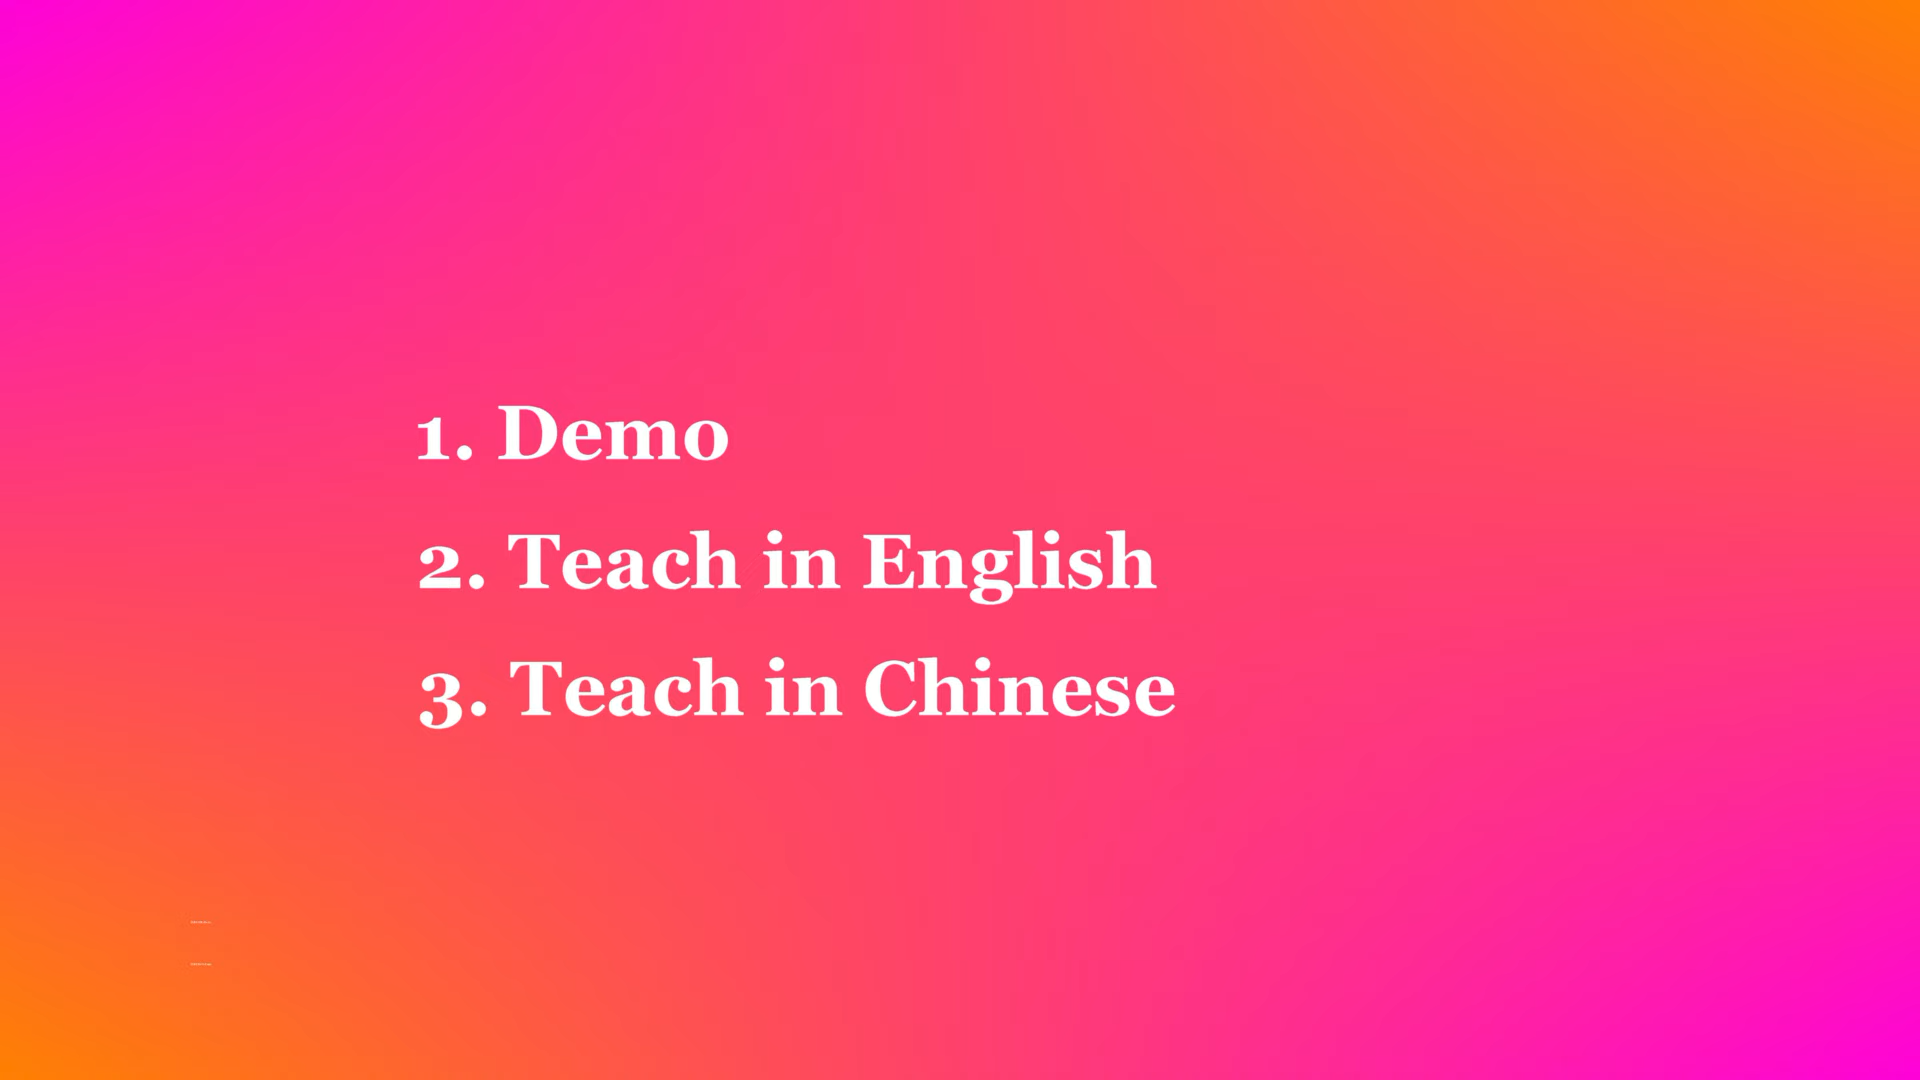 1. Demo
2. Teach in English
3. Teach in Chinese